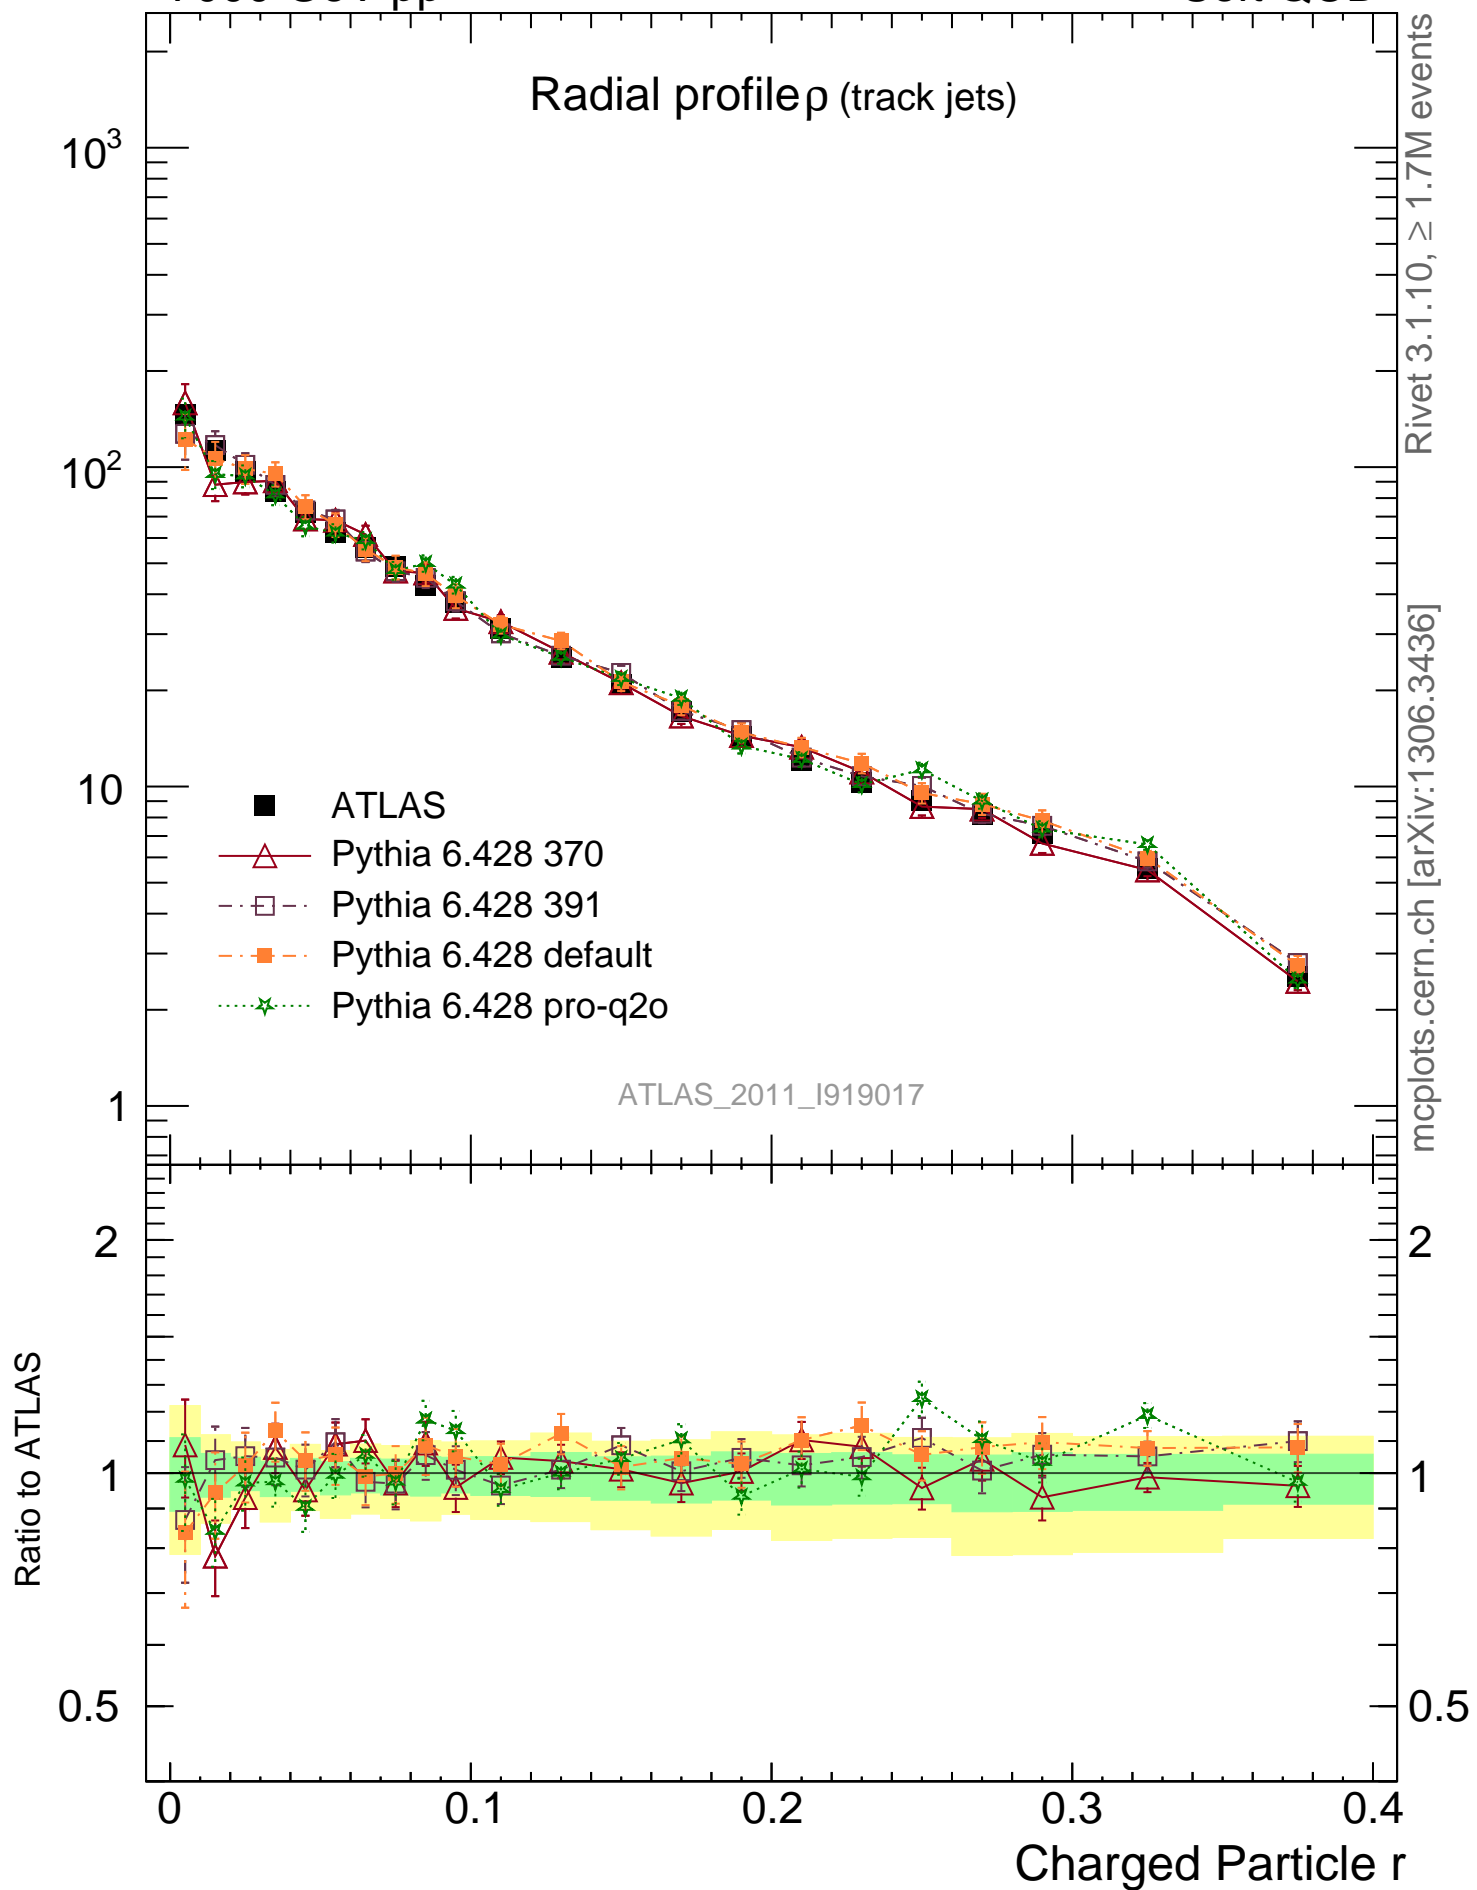 Radial profile ρ (track jets)
10³
10²
10
1
ATLAS
Pythia 6.428 370
Pythia 6.428 391
Pythia 6.428 default
Pythia 6.428 pro-q2o
ATLAS_2011_I919017
Rivet 3.1.10, ≥ 1.7M events
mcplots.cern.ch [arXiv:1306.3436]
Ratio to ATLAS
2
1
0.5
2
1
0.5
0
0.1
0.2
0.3
0.4
Charged Particle r